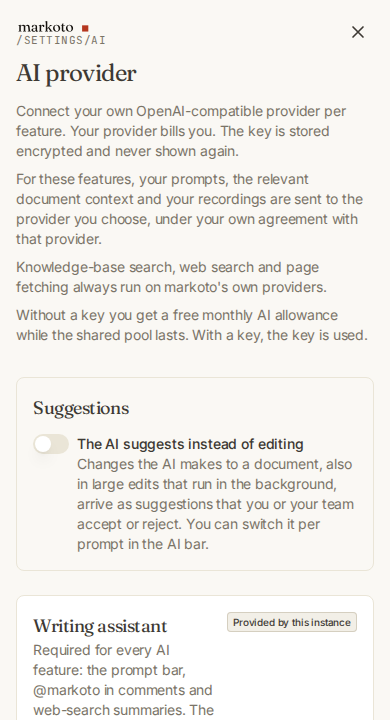 markoto
/SETTINGS/AI
AI provider
Connect your own OpenAI-compatible provider per
feature. Your provider bills you. The key is stored
encrypted and never shown again.
For these features, your prompts, the relevant
document context and your recordings are sent to the
provider you choose, under your own agreement with
that provider.
Knowledge-base search, web search and page
fetching always run on markoto's own providers.
Without a key you get a free monthly AI allowance
while the shared pool lasts. With a key, the key is used.
Suggestions
The AI suggests instead of editing
Changes the AI makes to a document, also
in large edits that run in the background,
arrive as suggestions that you or your team
accept or reject. You can switch it per
prompt in the AI bar.
Writing assistant
Provided by this instance
Required for every AI
feature: the prompt bar,
@markoto in comments and
web-search summaries. The